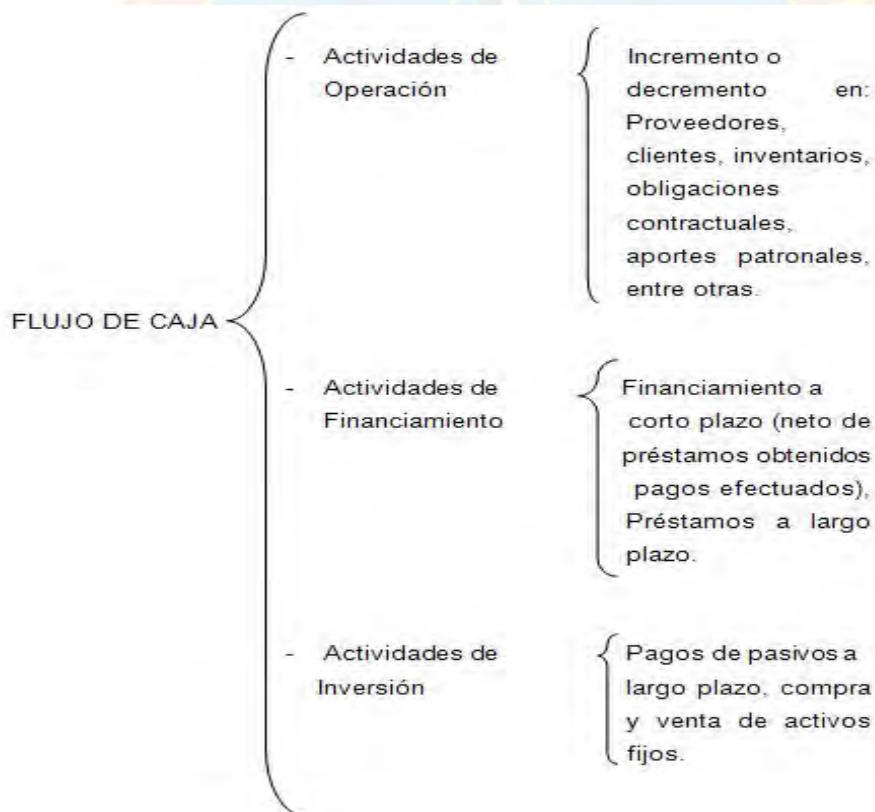 FLUJO DE CAJA
- Actividades de
Operación
Incremento o
decremento en:
Proveedores,
clientes, inventarios,
obligaciones
contractuales,
aportes patronales,
entre otras.
- Actividades de
Financiamiento
Financiamiento a
corto plazo (neto de
préstamos obtenidos
pagos efectuados),
Préstamos a largo
plazo.
- Actividades de
Inversión
Pagos de pasivos a
largo plazo, compra
y venta de activos
fijos.